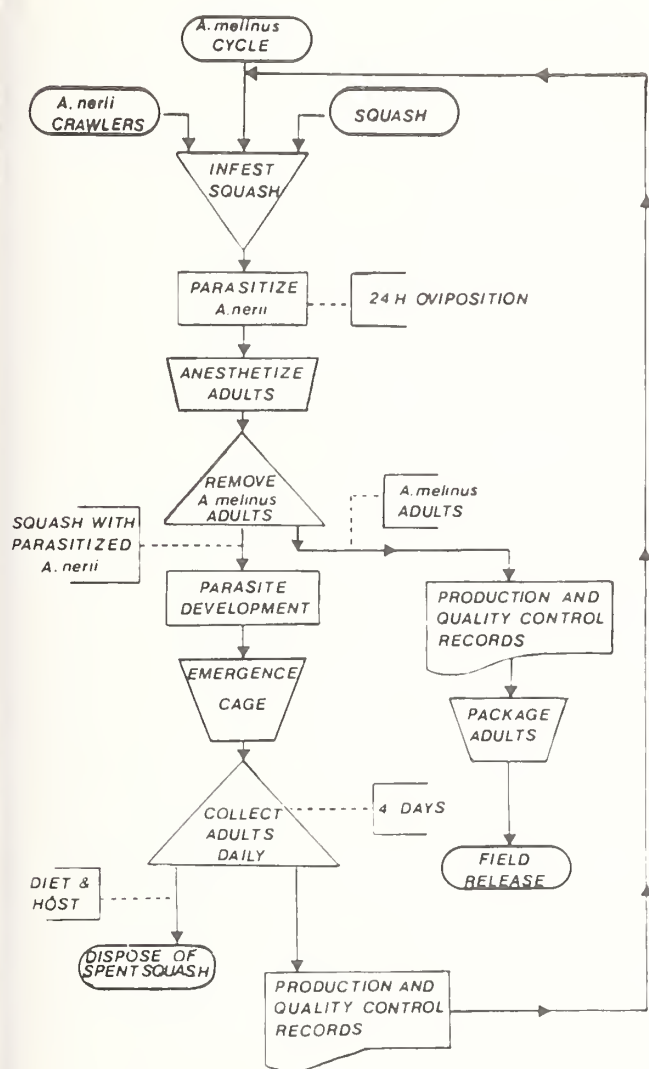 A. melinus
CYCLE
A. nerii
CRAWLERS
SQUASH
INFEST
SQUASH
PARASITIZE
A. nerii
24 H OVIPOSITION
ANESTHETIZE
ADULTS
REMOVE
A. melinus
ADULTS
A. melinus
ADULTS
SQUASH WITH
PARASITIZED
A. nerii
PARASITE
DEVELOPMENT
PRODUCTION AND
QUALITY CONTROL
RECORDS
EMERGENCE
CAGE
PACKAGE
ADULTS
COLLECT
ADULTS
DAILY
4 DAYS
FIELD
RELEASE
DIET &
HOST
DISPOSE OF
SPENT SQUASH
PRODUCTION AND
QUALITY CONTROL
RECORDS